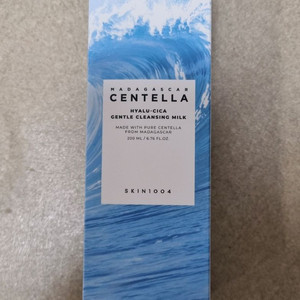 MADAGASCAR
CENTELLA
HYALU-CICA
GENTLE CLEANSING MILK
MADE WITH PURE CENTELLA
FROM MADAGASCAR
200 ML / 6.76 FL.OZ.
SKIN1004